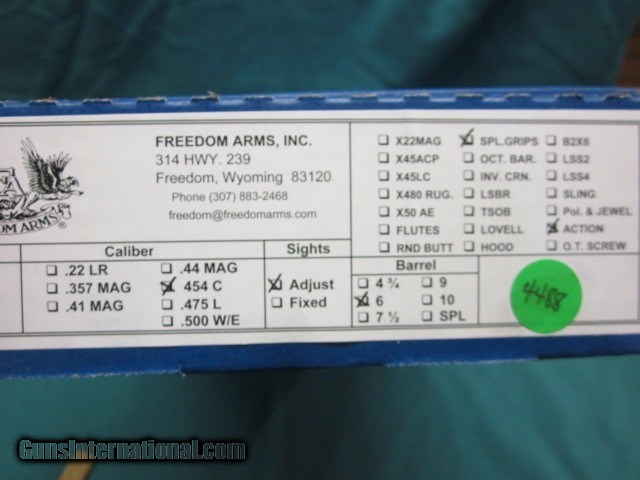 FREEDOM ARMS, INC.
314 HWY. 239
Freedom, Wyoming 83120
Phone (307) 883-2468
freedom@freedomarms.com
DOM ARMS ®
X22MAG SPL.GRIPS B2X6
X45ACP OCT. BAR. LSS2
X45LC INV. CRN. LSS4
X480 RUG. LSBR SLING
X50 AE TSOB Pol. & JEWEL
FLUTES LOVELL ACTION
RND BUTT HOOD O.T. SCREW
Caliber
.22 LR .44 MAG
.357 MAG 454 C
.41 MAG .475 L
.500 W/E
Sights
Adjust
Fixed
Barrel
4 ¾ 9
6 10
7 ½ SPL
4488
GunsInternational.com